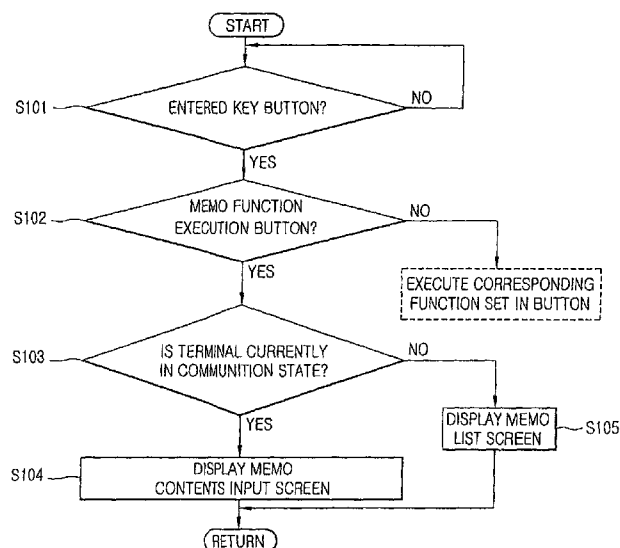 START
S101
ENTERED KEY BUTTON?
NO
YES
S102
MEMO FUNCTION
EXECUTION BUTTON?
NO
YES
EXECUTE CORRESPONDING
FUNCTION SET IN BUTTON
S103
IS TERMINAL CURRENTLY
IN COMMUNITION STATE?
NO
YES
DISPLAY MEMO
LIST SCREEN
S105
S104
DISPLAY MEMO
CONTENTS INPUT SCREEN
RETURN